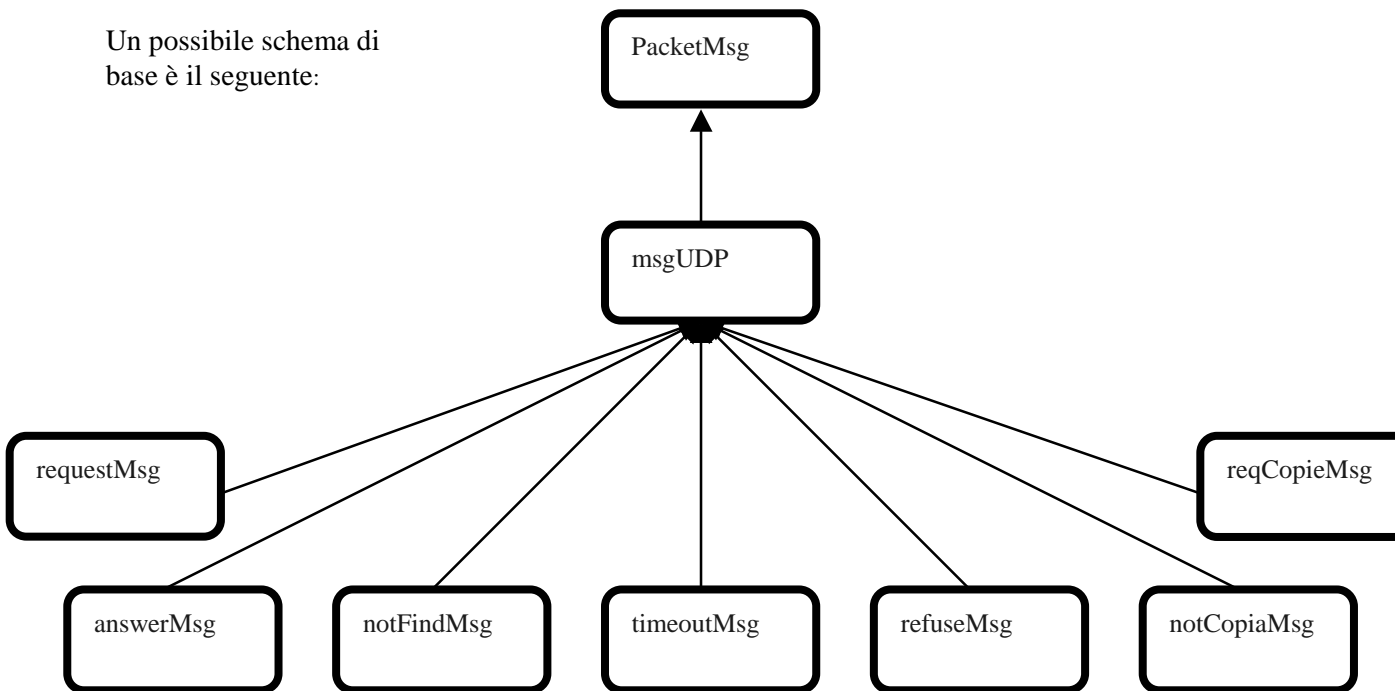 Un possibile schema di
base è il seguente:
PacketMsg
msgUDP
requestMsg
reqCopieMsg
answerMsg
notFindMsg
timeoutMsg
refuseMsg
notCopiaMsg